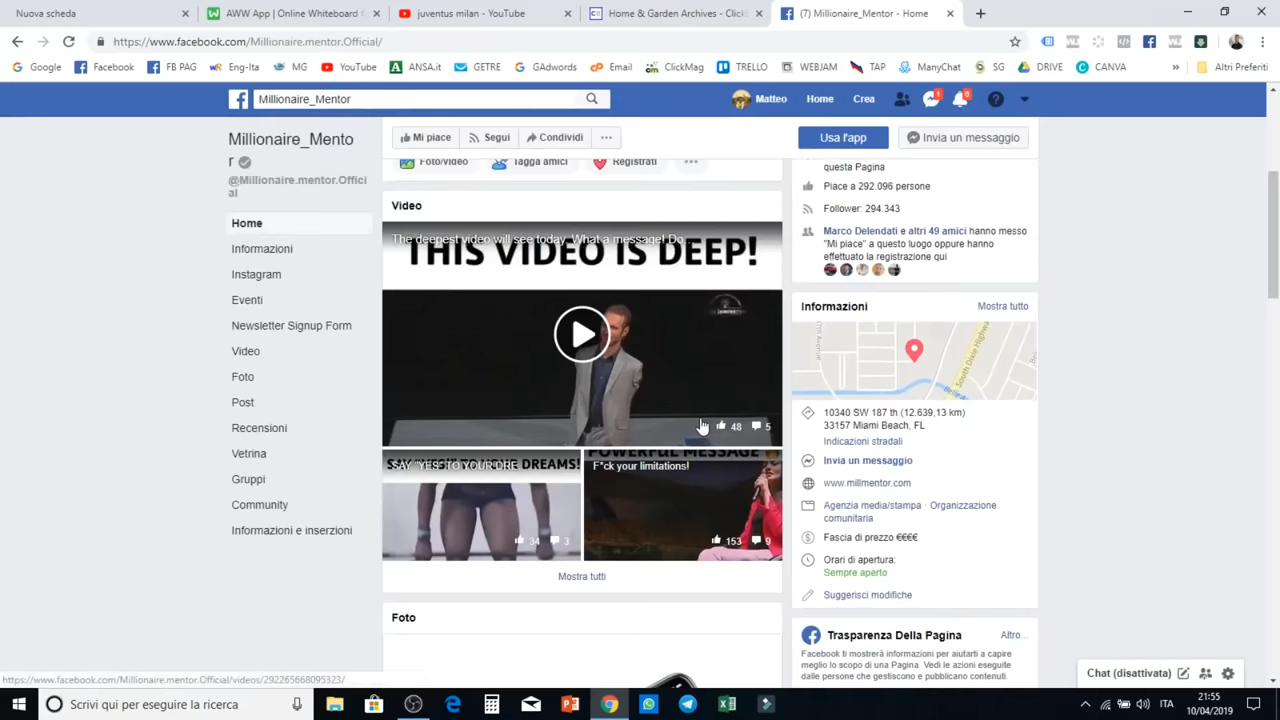 Nuova scheda
AWW App | Online Whiteboard f
juventus milan - YouTube
Home & Garden Archives - Click
(7) Millionaire_Mentor - Home
https://www.facebook.com/Millionaire.mentor.Official/
Google
Facebook
FB PAG
Eng-Ita
MG
YouTube
ANSA.it
GETRE
GAdwords
Email
ClickMag
TRELLO
WEBJAM
TAP
ManyChat
SG
DRIVE
CANVA
»
Altri Preferiti
Millionaire_Mentor
Matteo
Home
Crea
1
6
Millionaire_Mento
r
@Millionaire.mentor.Offici
al
Home
Informazioni
Instagram
Eventi
Newsletter Signup Form
Video
Foto
Post
Recensioni
Vetrina
Gruppi
Community
Informazioni e inserzioni
Mi piace
Segui
Condividi
...
Usa l'app
Invia un messaggio
Foto/video
Tagga amici
Registrati
...
Video
The deepest video will see today. What a message! Do...
THIS VIDEO IS DEEP!
48
5
SAY "YES" TO YOUR DREAMS!
SAY "YES" TO YOUR DRE
34
3
POWERFUL MESSAGE
F*ck your limitations!
153
9
Mostra tutti
Foto
questa Pagina
Piace a 292.096 persone
Follower: 294.343
Marco Delendati e altri 49 amici hanno messo
"Mi piace" a questo luogo oppure hanno
effettuato la registrazione qui
Informazioni
Mostra tutto
South Dixie Highway
10340 SW 187 th (12.639,13 km)
33157 Miami Beach, FL
Indicazioni stradali
Invia un messaggio
www.millmentor.com
Agenzia media/stampa · Organizzazione
comunitaria
Fascia di prezzo €€€€
Orari di apertura:
Sempre aperto
Suggerisci modifiche
Trasparenza Della Pagina
Altro...
Facebook ti mostrerà informazioni per aiutarti a capire
meglio lo scopo di una Pagina. Vedi le azioni eseguite
dalle persone che gestiscono e pubblicano contenuti.
Chat (disattivata)
https://www.facebook.com/Millionaire.mentor.Official/videos/292265668095323/
Scrivi qui per eseguire la ricerca
ITA
21:55
10/04/2019